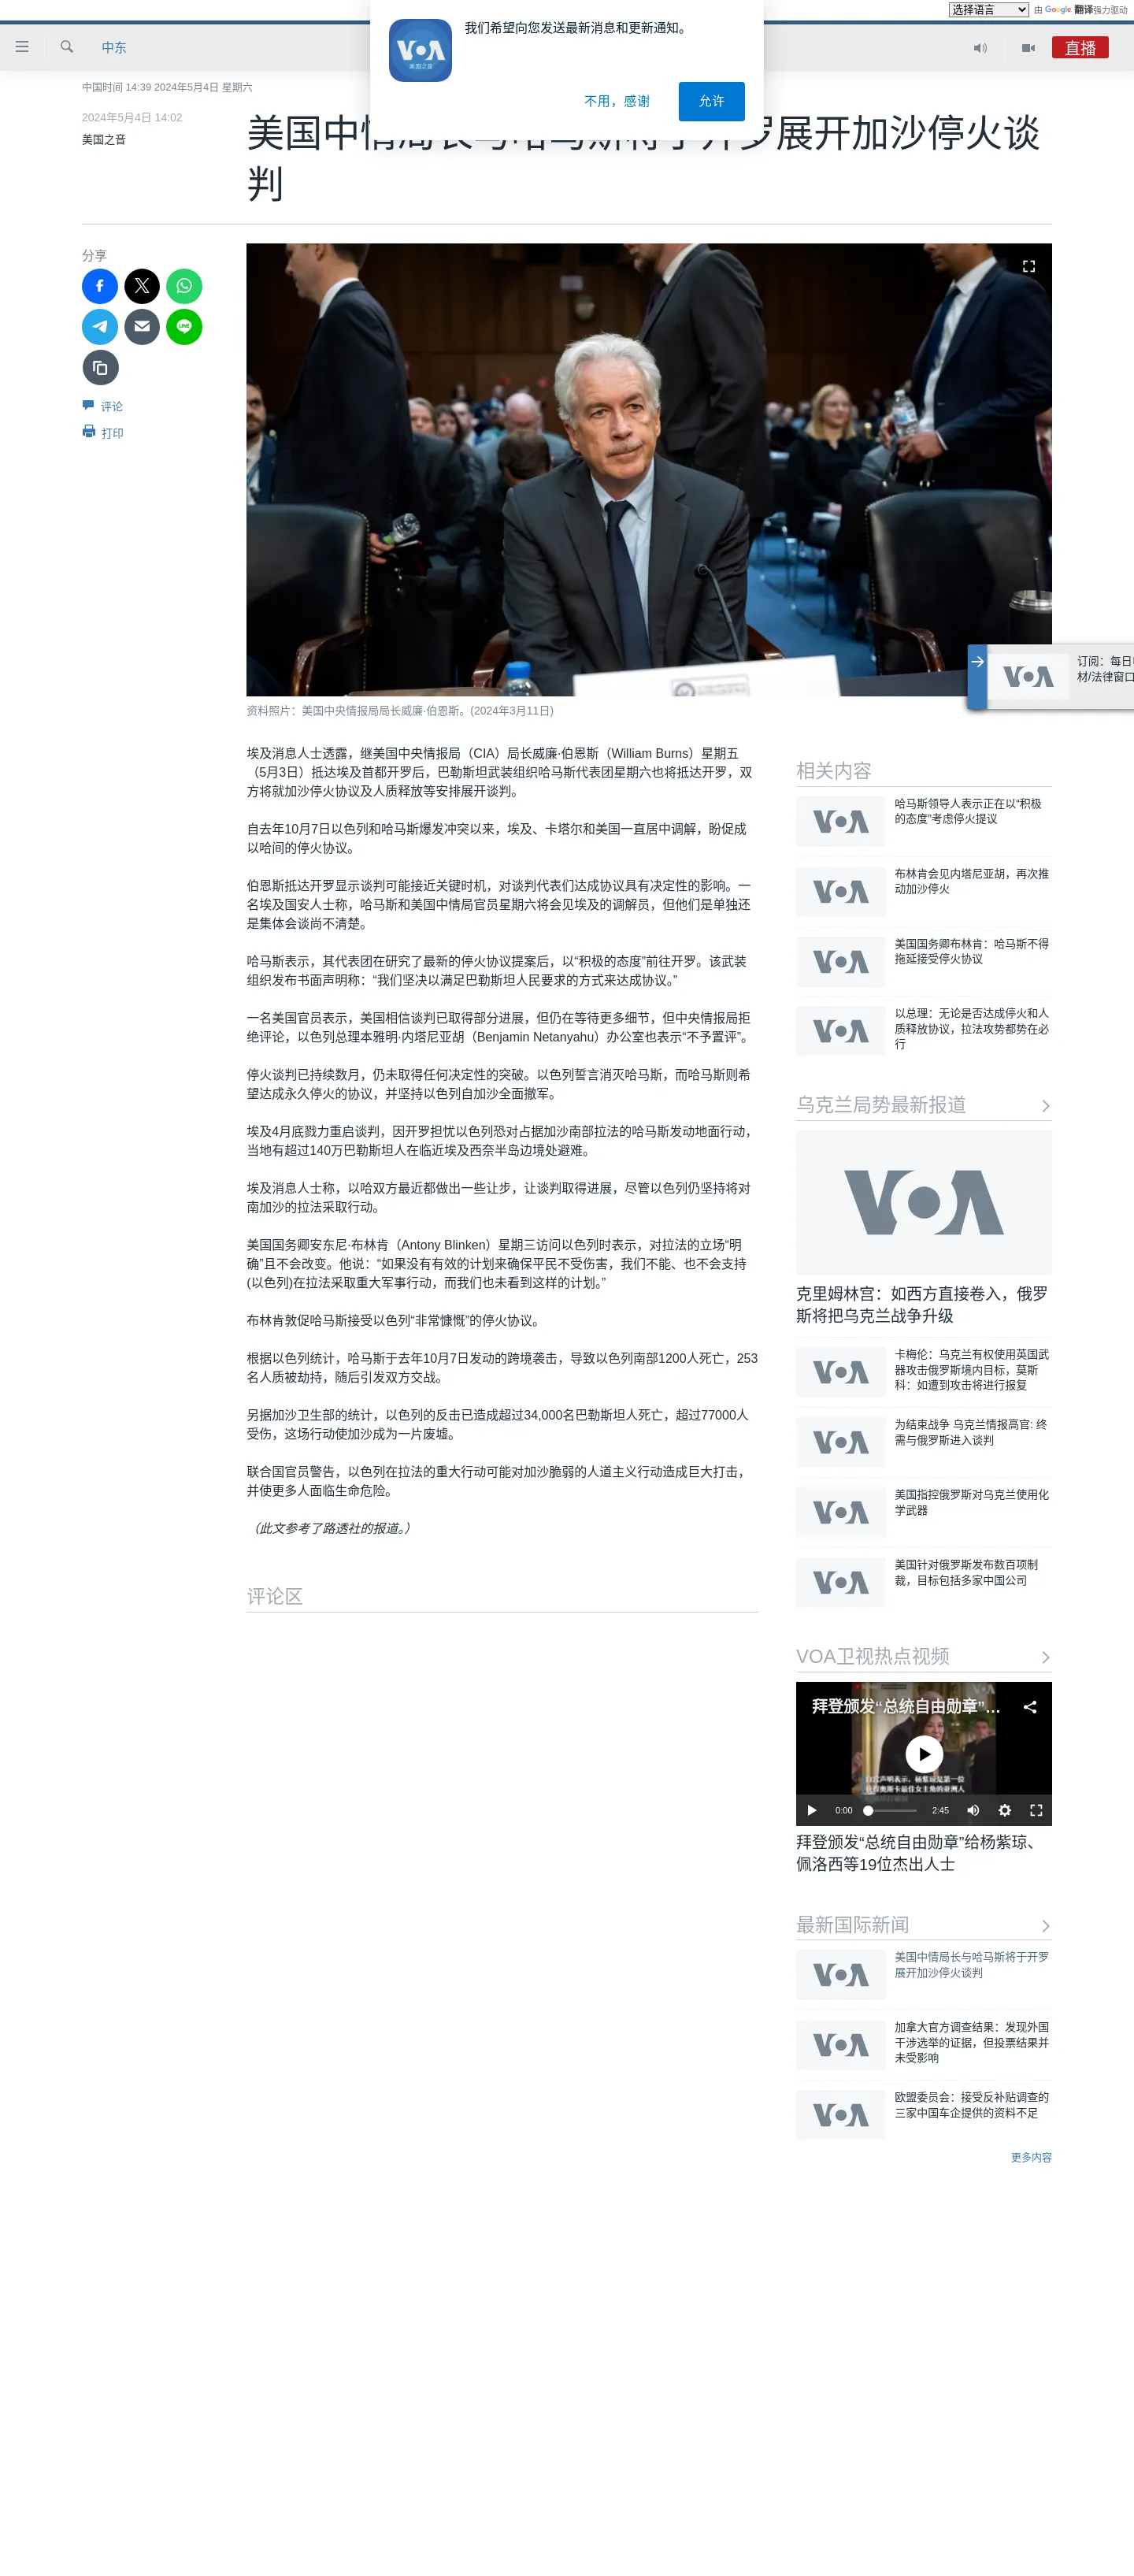 选择语言 由 Google 翻译强力驱动
我们希望向您发送最新消息和更新通知。
VOA
美国之音
不用，感谢
允许
中东
直播
中国时间 14:39 2024年5月4日 星期六
2024年5月4日 14:02
美国之音
美国中情局长与哈马斯将于开罗展开加沙停火谈
判
分享
LINE
评论
打印
资料照片：美国中央情报局局长威廉·伯恩斯。(2024年3月11日)
VOA
订阅：每日
材/法律窗口
埃及消息人士透露，继美国中央情报局（CIA）局长威廉·伯恩斯（William Burns）星期五
（5月3日）抵达埃及首都开罗后，巴勒斯坦武装组织哈马斯代表团星期六也将抵达开罗，双
方将就加沙停火协议及人质释放等安排展开谈判。
自去年10月7日以色列和哈马斯爆发冲突以来，埃及、卡塔尔和美国一直居中调解，盼促成
以哈间的停火协议。
伯恩斯抵达开罗显示谈判可能接近关键时机，对谈判代表们达成协议具有决定性的影响。一
名埃及国安人士称，哈马斯和美国中情局官员星期六将会见埃及的调解员，但他们是单独还
是集体会谈尚不清楚。
哈马斯表示，其代表团在研究了最新的停火协议提案后，以“积极的态度”前往开罗。该武装
组织发布书面声明称：“我们坚决以满足巴勒斯坦人民要求的方式来达成协议。”
一名美国官员表示，美国相信谈判已取得部分进展，但仍在等待更多细节，但中央情报局拒
绝评论，以色列总理本雅明·内塔尼亚胡（Benjamin Netanyahu）办公室也表示“不予置评”。
停火谈判已持续数月，仍未取得任何决定性的突破。以色列誓言消灭哈马斯，而哈马斯则希
望达成永久停火的协议，并坚持以色列自加沙全面撤军。
埃及4月底戮力重启谈判，因开罗担忧以色列恐对占据加沙南部拉法的哈马斯发动地面行动，
当地有超过140万巴勒斯坦人在临近埃及西奈半岛边境处避难。
埃及消息人士称，以哈双方最近都做出一些让步，让谈判取得进展，尽管以色列仍坚持将对
南加沙的拉法采取行动。
美国国务卿安东尼·布林肯（Antony Blinken）星期三访问以色列时表示，对拉法的立场“明
确”且不会改变。他说：“如果没有有效的计划来确保平民不受伤害，我们不能、也不会支持
(以色列)在拉法采取重大军事行动，而我们也未看到这样的计划。”
布林肯敦促哈马斯接受以色列“非常慷慨”的停火协议。
根据以色列统计，哈马斯于去年10月7日发动的跨境袭击，导致以色列南部1200人死亡，253
名人质被劫持，随后引发双方交战。
另据加沙卫生部的统计，以色列的反击已造成超过34,000名巴勒斯坦人死亡，超过77000人
受伤，这场行动使加沙成为一片废墟。
联合国官员警告，以色列在拉法的重大行动可能对加沙脆弱的人道主义行动造成巨大打击，
并使更多人面临生命危险。
（此文参考了路透社的报道。）
评论区
相关内容
VOA
哈马斯领导人表示正在以“积极
的态度”考虑停火提议
VOA
布林肯会见内塔尼亚胡，再次推
动加沙停火
VOA
美国国务卿布林肯：哈马斯不得
拖延接受停火协议
VOA
以总理：无论是否达成停火和人
质释放协议，拉法攻势都势在必
行
乌克兰局势最新报道
VOA
克里姆林宫：如西方直接卷入，俄罗
斯将把乌克兰战争升级
VOA
卡梅伦：乌克兰有权使用英国武
器攻击俄罗斯境内目标，莫斯
科：如遭到攻击将进行报复
VOA
为结束战争 乌克兰情报高官: 终
需与俄罗斯进入谈判
VOA
美国指控俄罗斯对乌克兰使用化
学武器
VOA
美国针对俄罗斯发布数百项制
裁，目标包括多家中国公司
VOA卫视热点视频
拜登颁发“总统自由勋章”...
VOA
白宫声明表示，杨紫琼是第一位
获得奥斯卡最佳女主角的亚洲人
0:00
2:45
拜登颁发“总统自由勋章”给杨紫琼、
佩洛西等19位杰出人士
最新国际新闻
VOA
美国中情局长与哈马斯将于开罗
展开加沙停火谈判
VOA
加拿大官方调查结果：发现外国
干涉选举的证据，但投票结果并
未受影响
VOA
欧盟委员会：接受反补贴调查的
三家中国车企提供的资料不足
更多内容